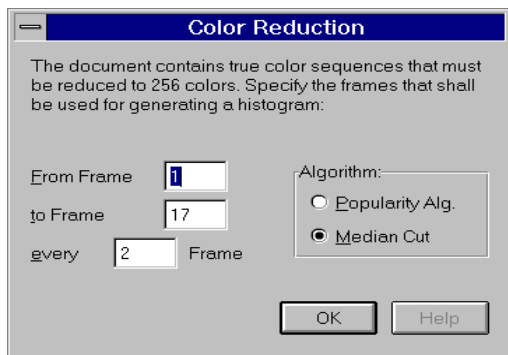 Color Reduction
The document contains true color sequences that must
be reduced to 256 colors. Specify the frames that shall
be used for generating a histogram:
From Frame 1
to Frame 17
every 2 Frame
Algorithm:
Popularity Alg.
Median Cut
OK Help